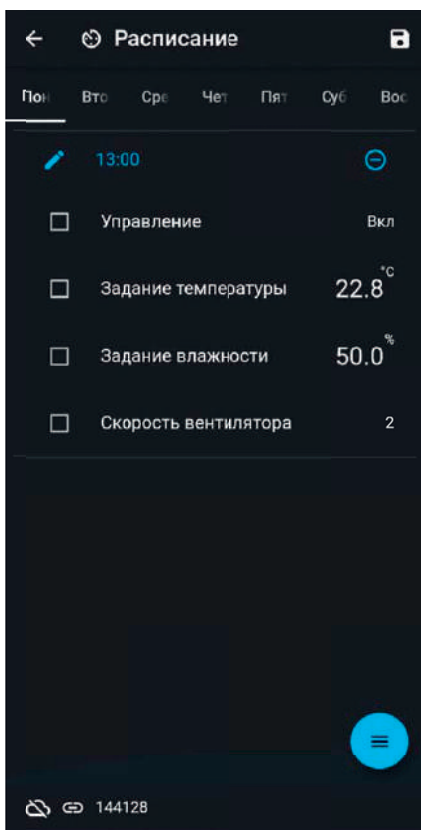 Расписание
Пон Вто Сре Чет Пят Суб Вос
13:00
Управление Вкл
Задание температуры 22.8 °C
Задание влажности 50.0 %
Скорость вентилятора 2
144128